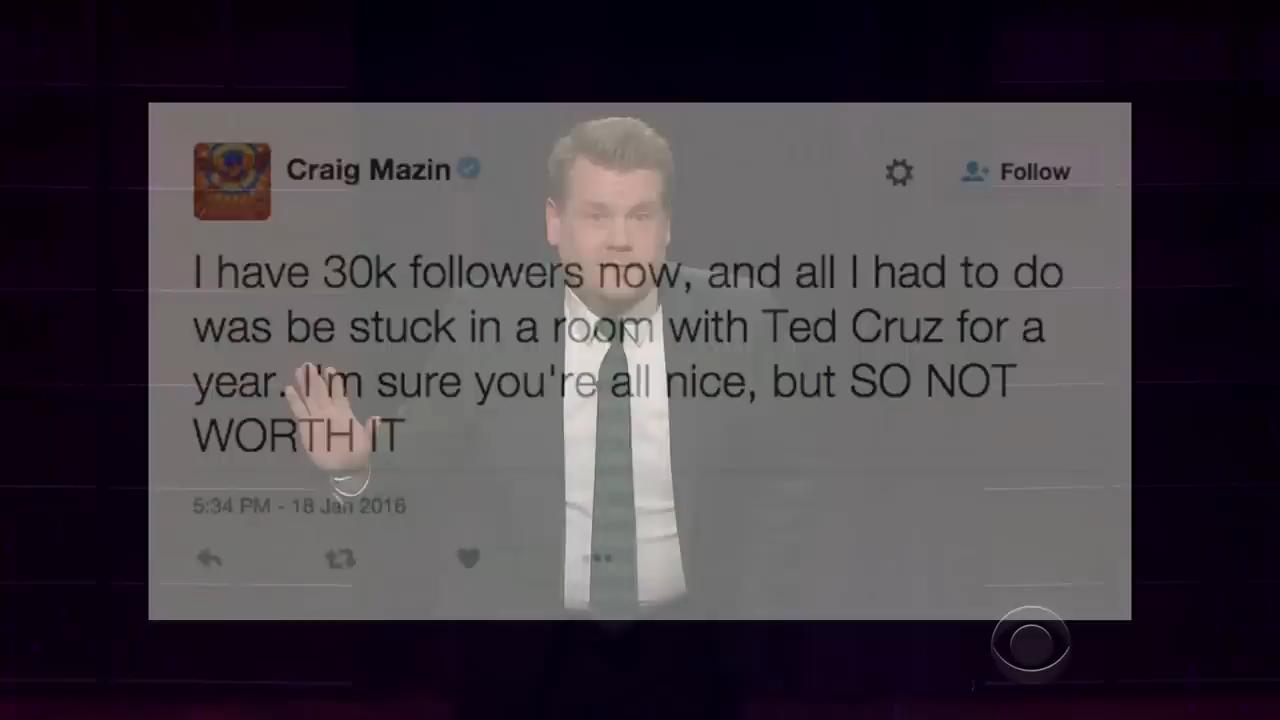 Craig Mazin
Follow
I have 30k followers now, and all I had to do
was be stuck in a room with Ted Cruz for a
year. I'm sure you're all nice, but SO NOT
WORTH IT
5:34 PM - 18 Jan 2016